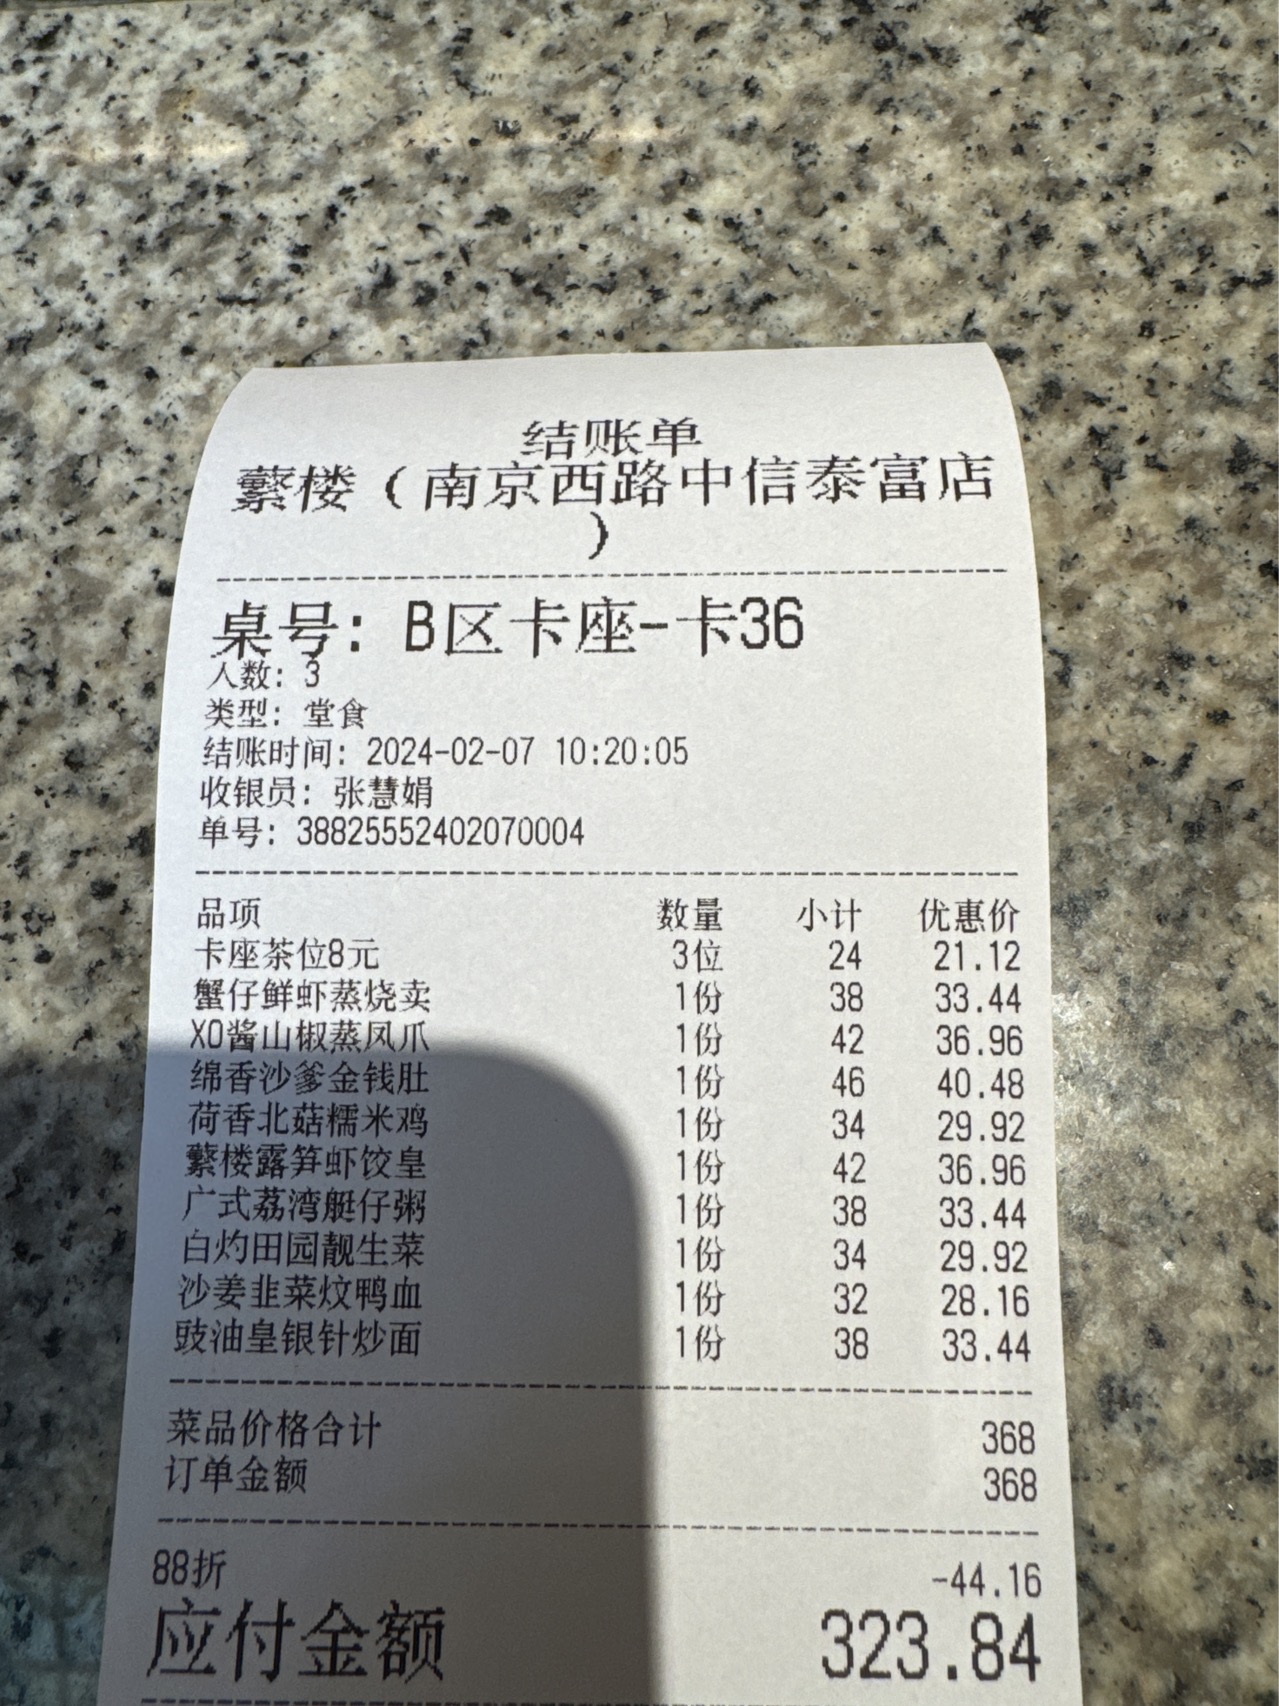 结账单
蘩楼（南京西路中信泰富店
）
桌号：B区卡座-卡36
人数：3
类型：堂食
结账时间：2024-02-07 10:20:05
收银员：张慧娟
单号：38825552402070004
品项 数量 小计 优惠价
卡座茶位8元 3位 24 21.12
蟹仔鲜虾蒸烧卖 1份 38 33.44
XO酱山椒蒸凤爪 1份 42 36.96
绵香沙爹金钱肚 1份 46 40.48
荷香北菇糯米鸡 1份 34 29.92
蘩楼露笋虾饺皇 1份 42 36.96
广式荔湾艇仔粥 1份 38 33.44
白灼田园靓生菜 1份 34 29.92
沙姜韭菜炆鸭血 1份 32 28.16
豉油皇银针炒面 1份 38 33.44
菜品价格合计 368
订单金额 368
88折 -44.16
应付金额 323.84